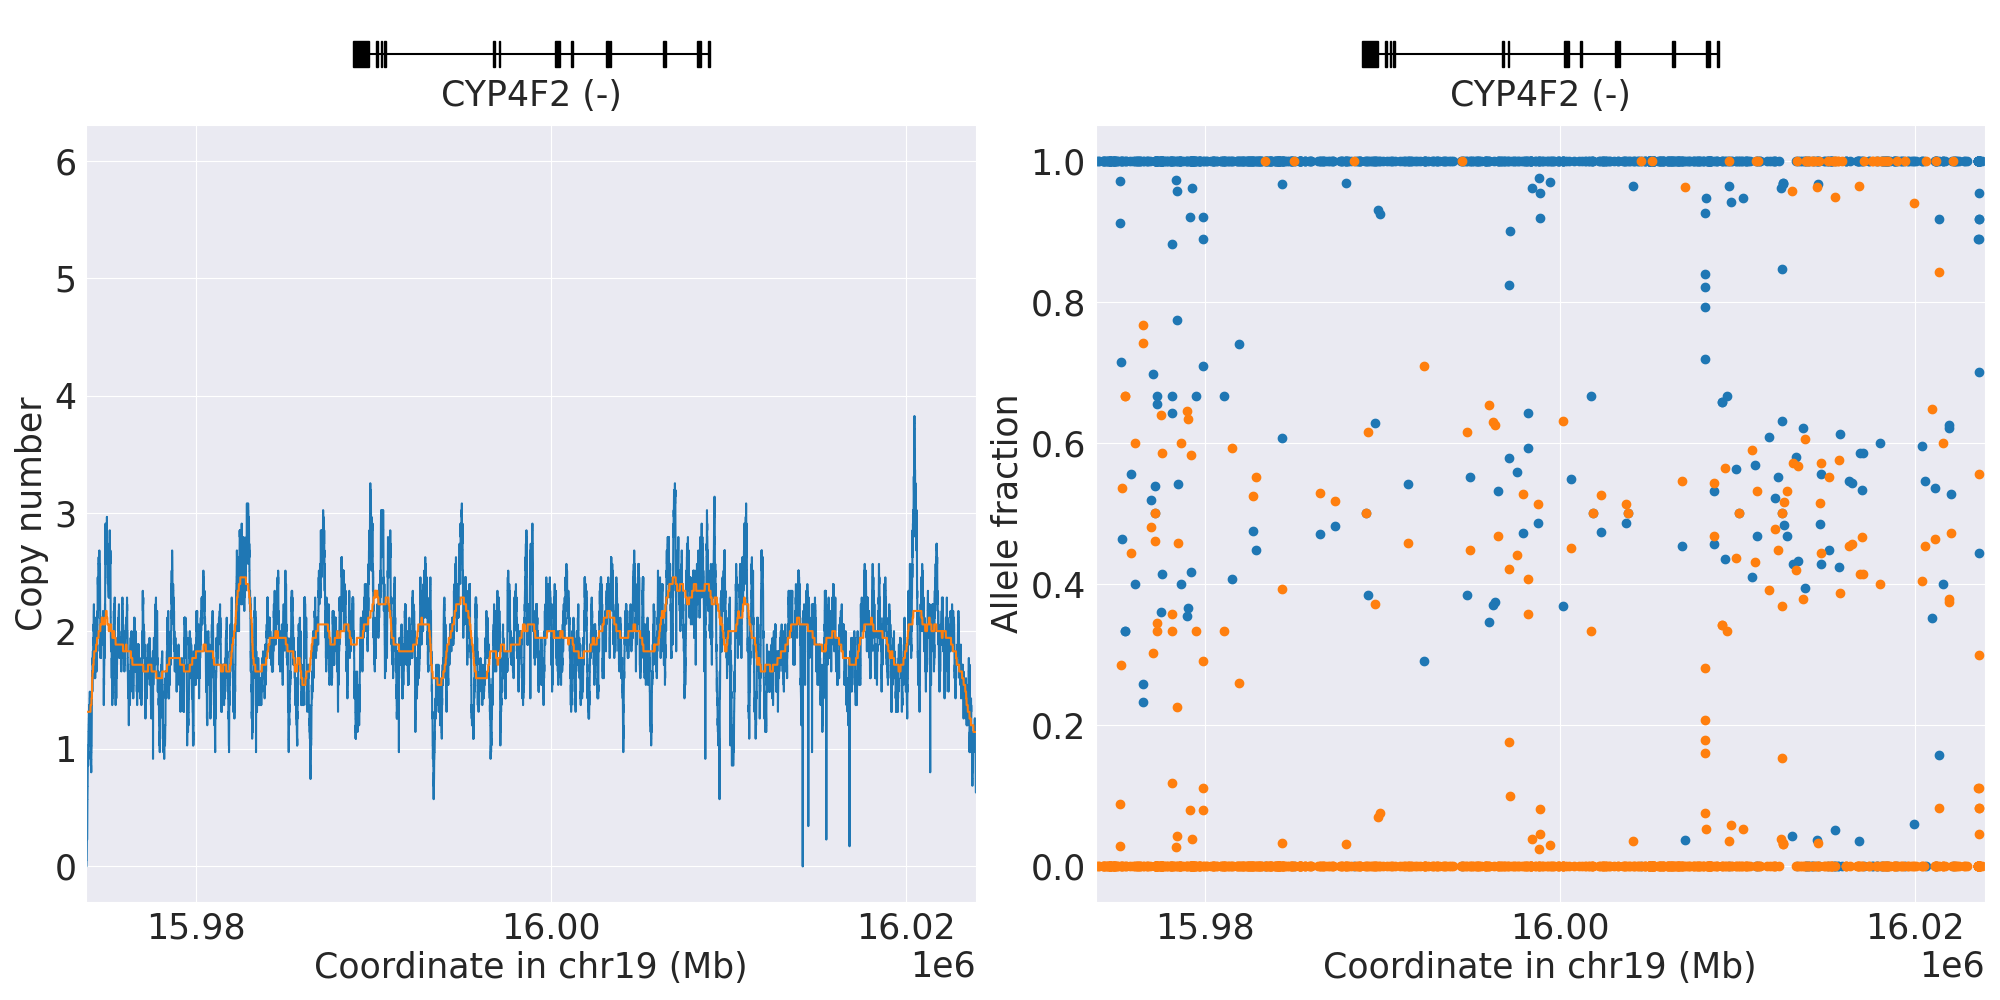 CYP4F2 (-)
6
5
4
3
2
1
0
Copy number
15.98
16.00
16.02
Coordinate in chr19 (Mb)
1e6
CYP4F2 (-)
1.0
0.8
0.6
0.4
0.2
0.0
Allele fraction
15.98
16.00
16.02
Coordinate in chr19 (Mb)
1e6